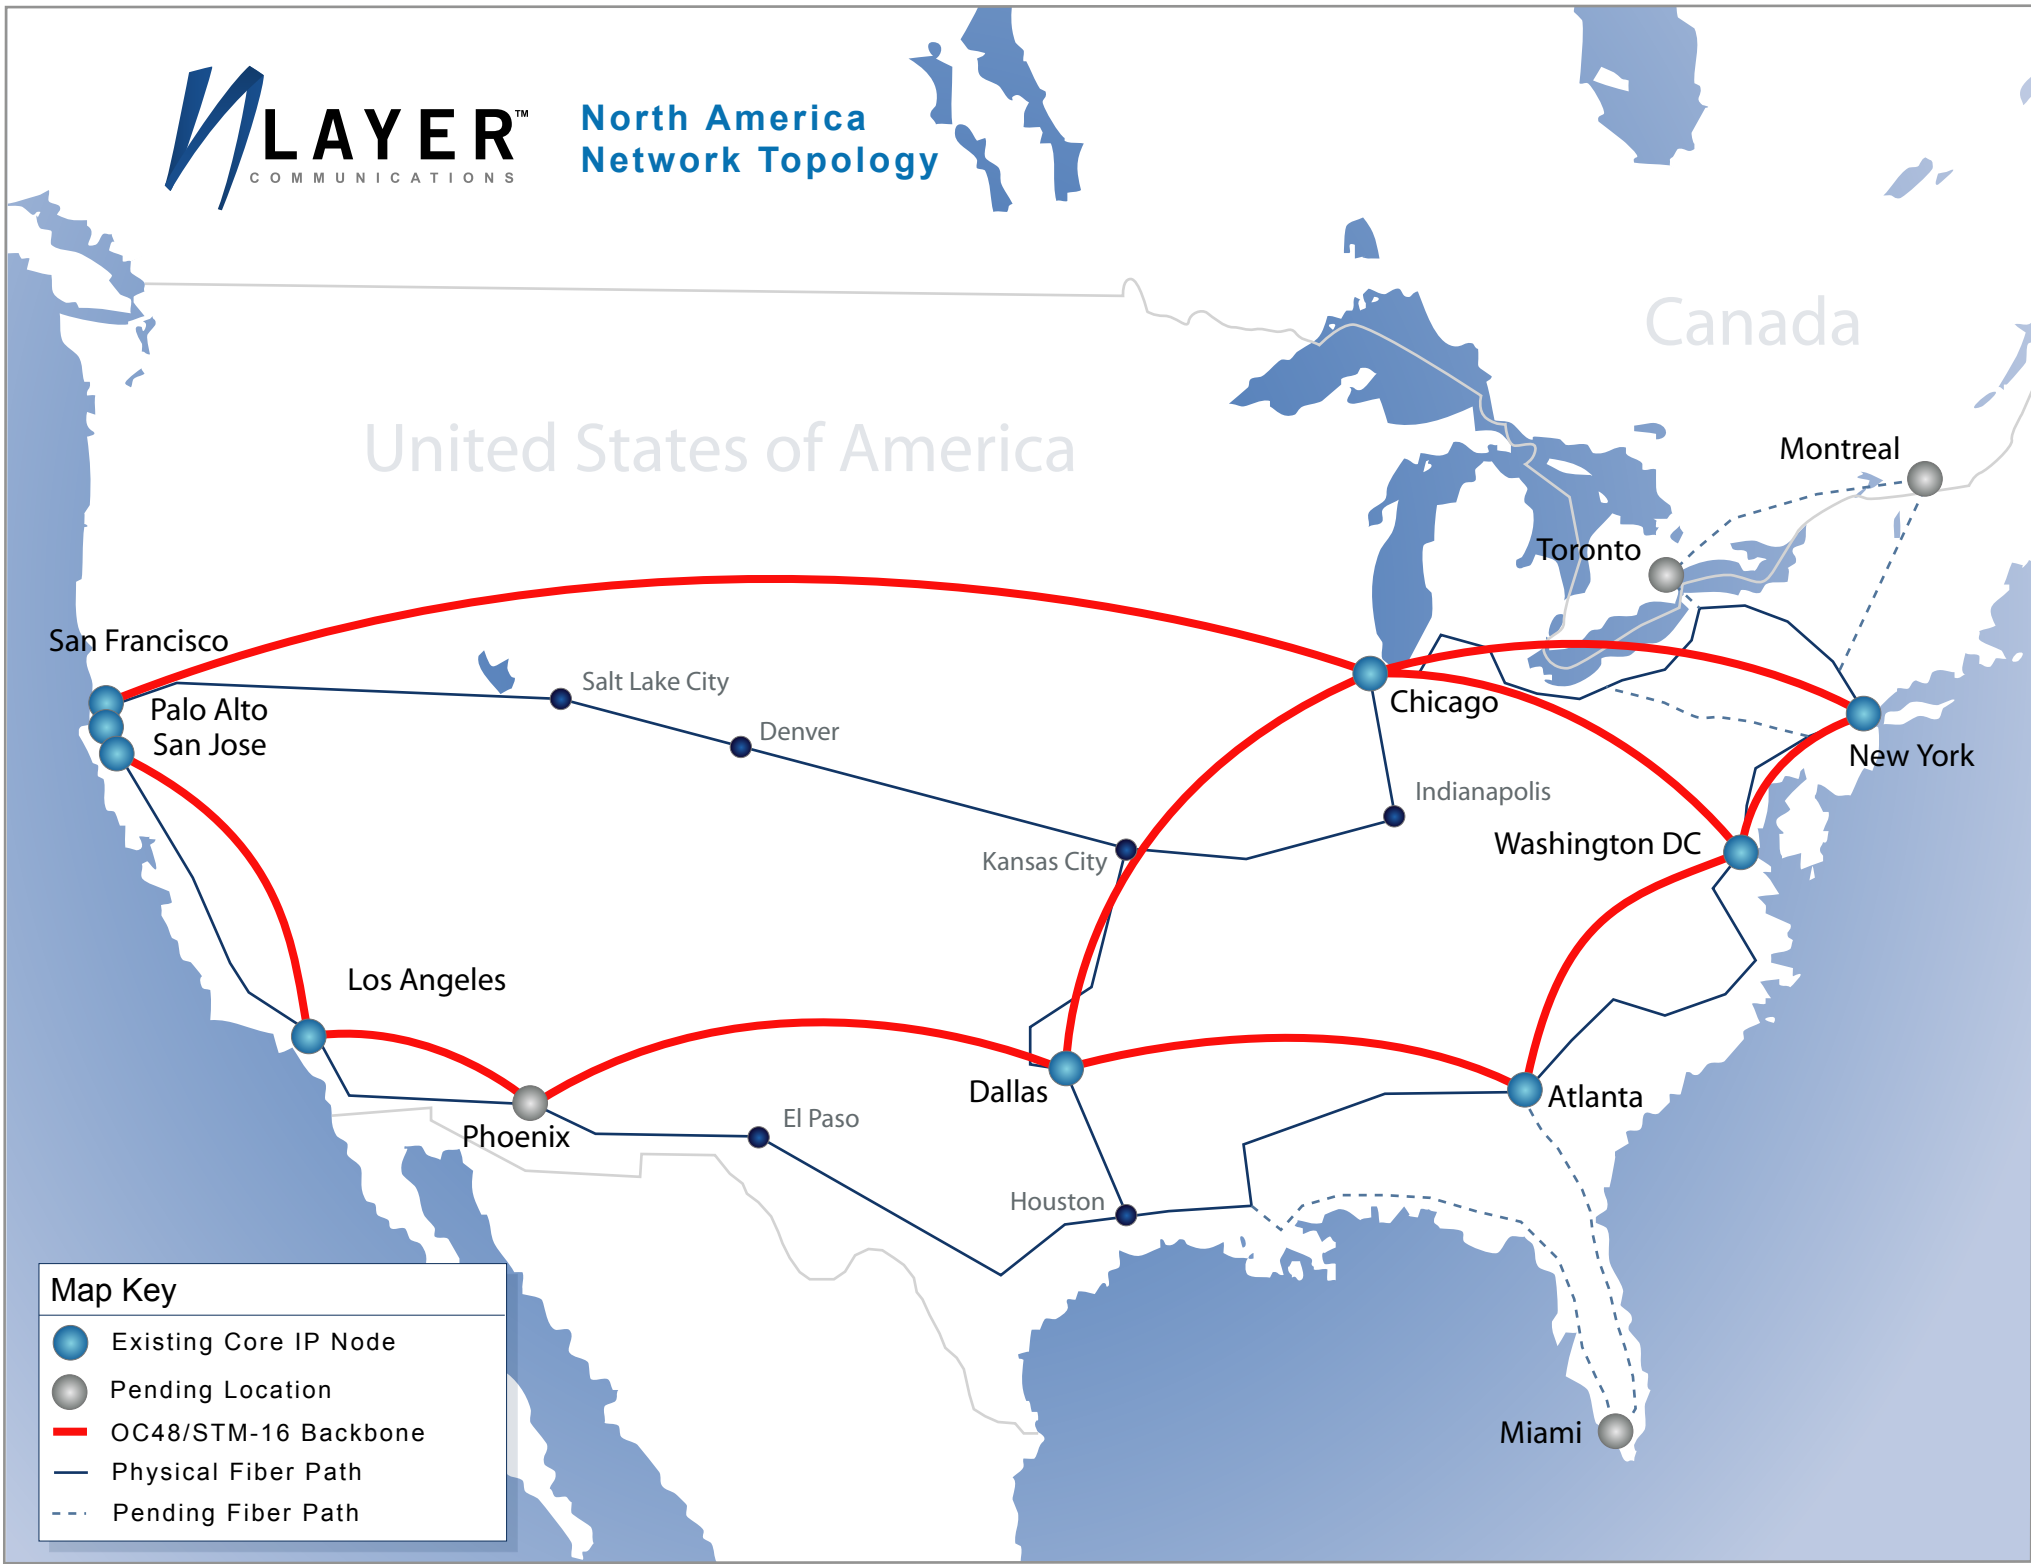 NLAYER™
COMMUNICATIONS
North America
Network Topology
Canada
United States of America
Montreal
Toronto
San Francisco
Salt Lake City
Palo Alto
Chicago
Denver
San Jose
New York
Indianapolis
Washington DC
Kansas City
Los Angeles
Dallas
Atlanta
El Paso
Phoenix
Houston
Miami
Map Key
Existing Core IP Node
Pending Location
OC48/STM-16 Backbone
Physical Fiber Path
Pending Fiber Path